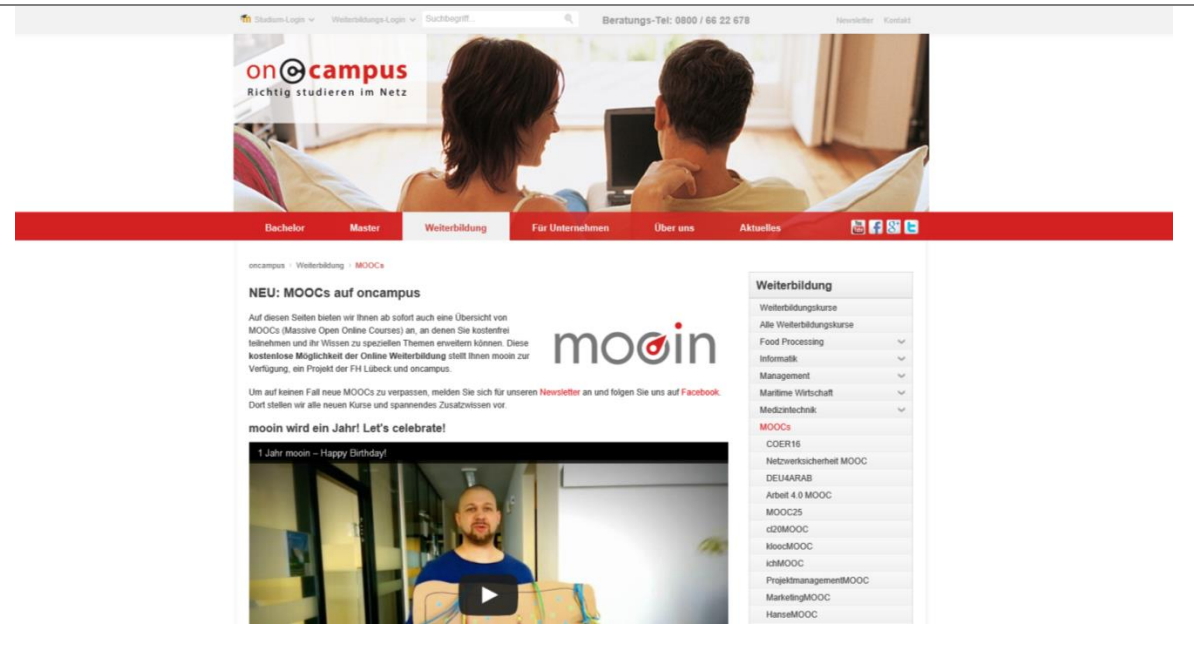 Studium-Login Weiterbildungs-Login Suchbegriff... Beratungs-Tel: 0800 / 66 22 678 Newsletter Kontakt
oncampus
Richtig studieren im Netz
Bachelor Master Weiterbildung Für Unternehmen Über uns Aktuelles
oncampus › Weiterbildung › MOOCs
NEU: MOOCs auf oncampus
Auf diesen Seiten bieten wir Ihnen ab sofort auch eine Übersicht von
MOOCs (Massive Open Online Courses) an, an denen Sie kostenfrei
teilnehmen und ihr Wissen zu speziellen Themen erweitern können. Diese
kostenlose Möglichkeit der Online Weiterbildung stellt Ihnen mooin zur
Verfügung, ein Projekt der FH Lübeck und oncampus.
mooin
Um auf keinen Fall neue MOOCs zu verpassen, melden Sie sich für unseren Newsletter an und folgen Sie uns auf Facebook.
Dort stellen wir alle neuen Kurse und spannendes Zusatzwissen vor.
mooin wird ein Jahr! Let's celebrate!
1 Jahr mooin – Happy Birthday!
Weiterbildung
Weiterbildungskurse
Alle Weiterbildungskurse
Food Processing
Informatik
Management
Maritime Wirtschaft
Medizintechnik
MOOCs
COER16
Netzwerksicherheit MOOC
DEU4ARAB
Arbeit 4.0 MOOC
MOOC25
cl20MOOC
kloocMOOC
ichMOOC
ProjektmanagementMOOC
MarketingMOOC
HanseMOOC